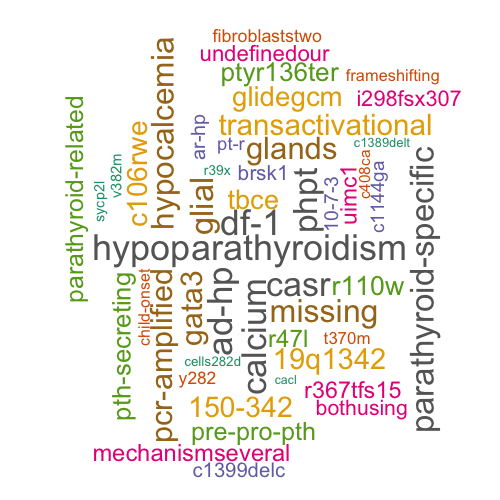 fibroblaststwo
undefinedour
ptyr136ter
frameshifting
glidegcm
i298fsx307
transactivational
hypocalcemia
ar-hp
pt-r
glands
c1389delt
parathyroid-related
sycp2l
v382m
c106rwe
r39x
brsk1
phpt
10-7-3
uimc1
c408ca
c1144ga
glial
tbce
df-1
parathyroid-specific
hypoparathyroidism
pth-secreting
child-onset
pcr-amplified
gata3
ad-hp
calcium
casr
r110w
missing
r47l
t370m
cells282d
19q1342
y282
cacl
r367tfs15
150-342
bothusing
pre-pro-pth
mechanismseveral
c1399delc